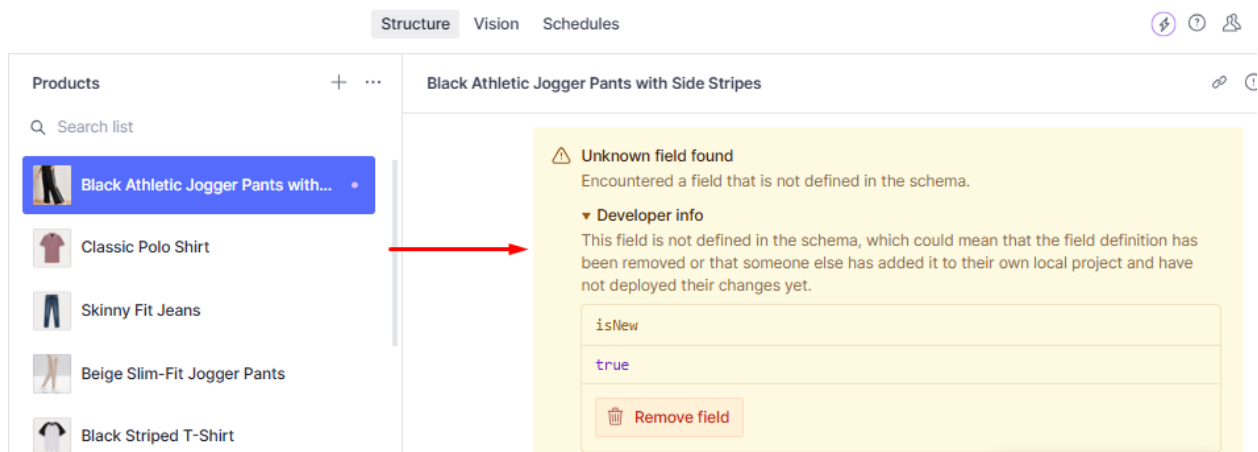 Structure Vision Schedules
Products
Search list
Black Athletic Jogger Pants with...
Classic Polo Shirt
Skinny Fit Jeans
Beige Slim-Fit Jogger Pants
Black Striped T-Shirt
Black Athletic Jogger Pants with Side Stripes
Unknown field found
Encountered a field that is not defined in the schema.
Developer info
This field is not defined in the schema, which could mean that the field definition has
been removed or that someone else has added it to their own local project and have
not deployed their changes yet.
isNew
true
Remove field